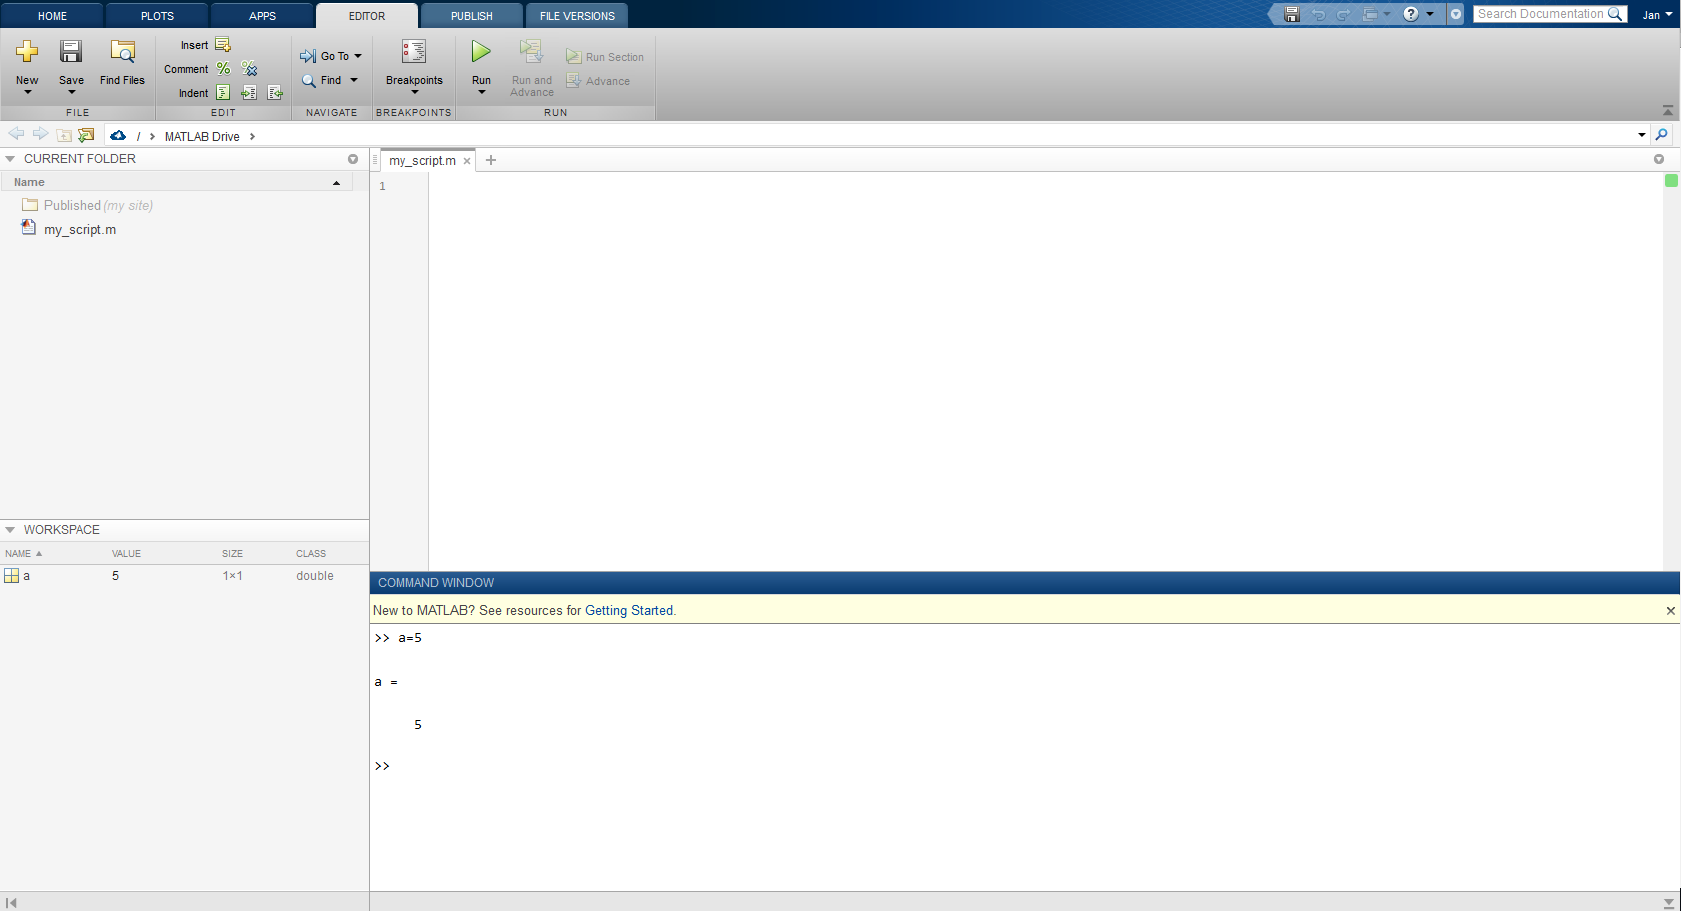 HOME PLOTS APPS EDITOR PUBLISH FILE VERSIONS Search Documentation Jan
New Save Find Files
Insert
Comment
Indent
Go To
Find
Breakpoints
Run Run and Advance
Run Section
Advance
FILE EDIT NAVIGATE BREAKPOINTS RUN
/ MATLAB Drive
CURRENT FOLDER
Name
Published (my site)
my_script.m
my_script.m
1
WORKSPACE
NAME VALUE SIZE CLASS
a 5 1×1 double
COMMAND WINDOW
New to MATLAB? See resources for Getting Started.
>> a=5
a =
5
>>